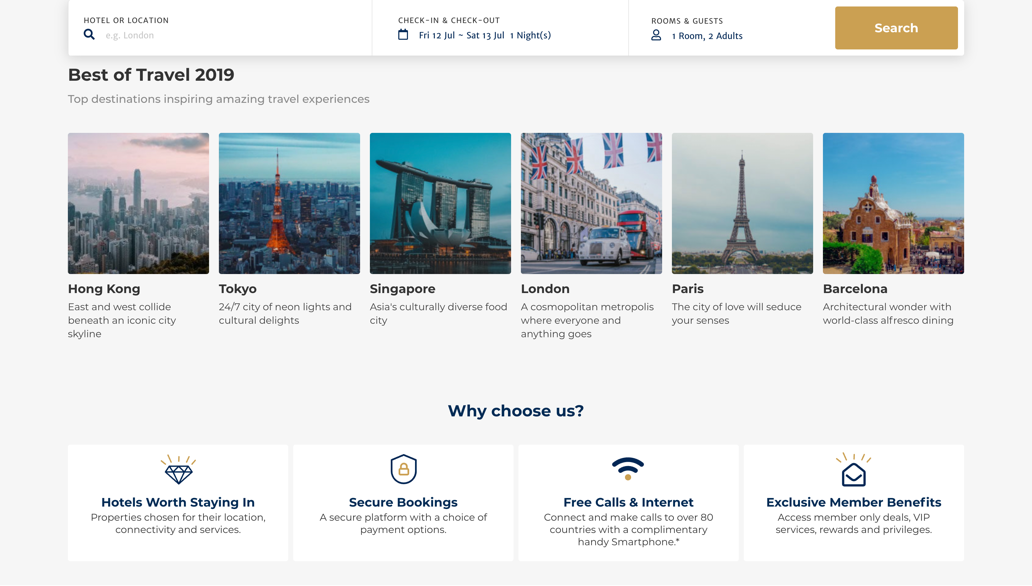 HOTEL OR LOCATION
e.g. London
CHECK-IN & CHECK-OUT
Fri 12 Jul ~ Sat 13 Jul 1 Night(s)
ROOMS & GUESTS
1 Room, 2 Adults
Search
Best of Travel 2019
Top destinations inspiring amazing travel experiences
Hong Kong
East and west collide
beneath an iconic city
skyline
Tokyo
24/7 city of neon lights and
cultural delights
Singapore
Asia's culturally diverse food
city
London
A cosmopolitan metropolis
where everyone and
anything goes
Paris
The city of love will seduce
your senses
Barcelona
Architectural wonder with
world-class alfresco dining
Why choose us?
Hotels Worth Staying In
Properties chosen for their location,
connectivity and services.
Secure Bookings
A secure platform with a choice of
payment options.
Free Calls & Internet
Connect and make calls to over 80
countries with a complimentary
handy Smartphone.*
Exclusive Member Benefits
Access member only deals, VIP
services, rewards and privileges.